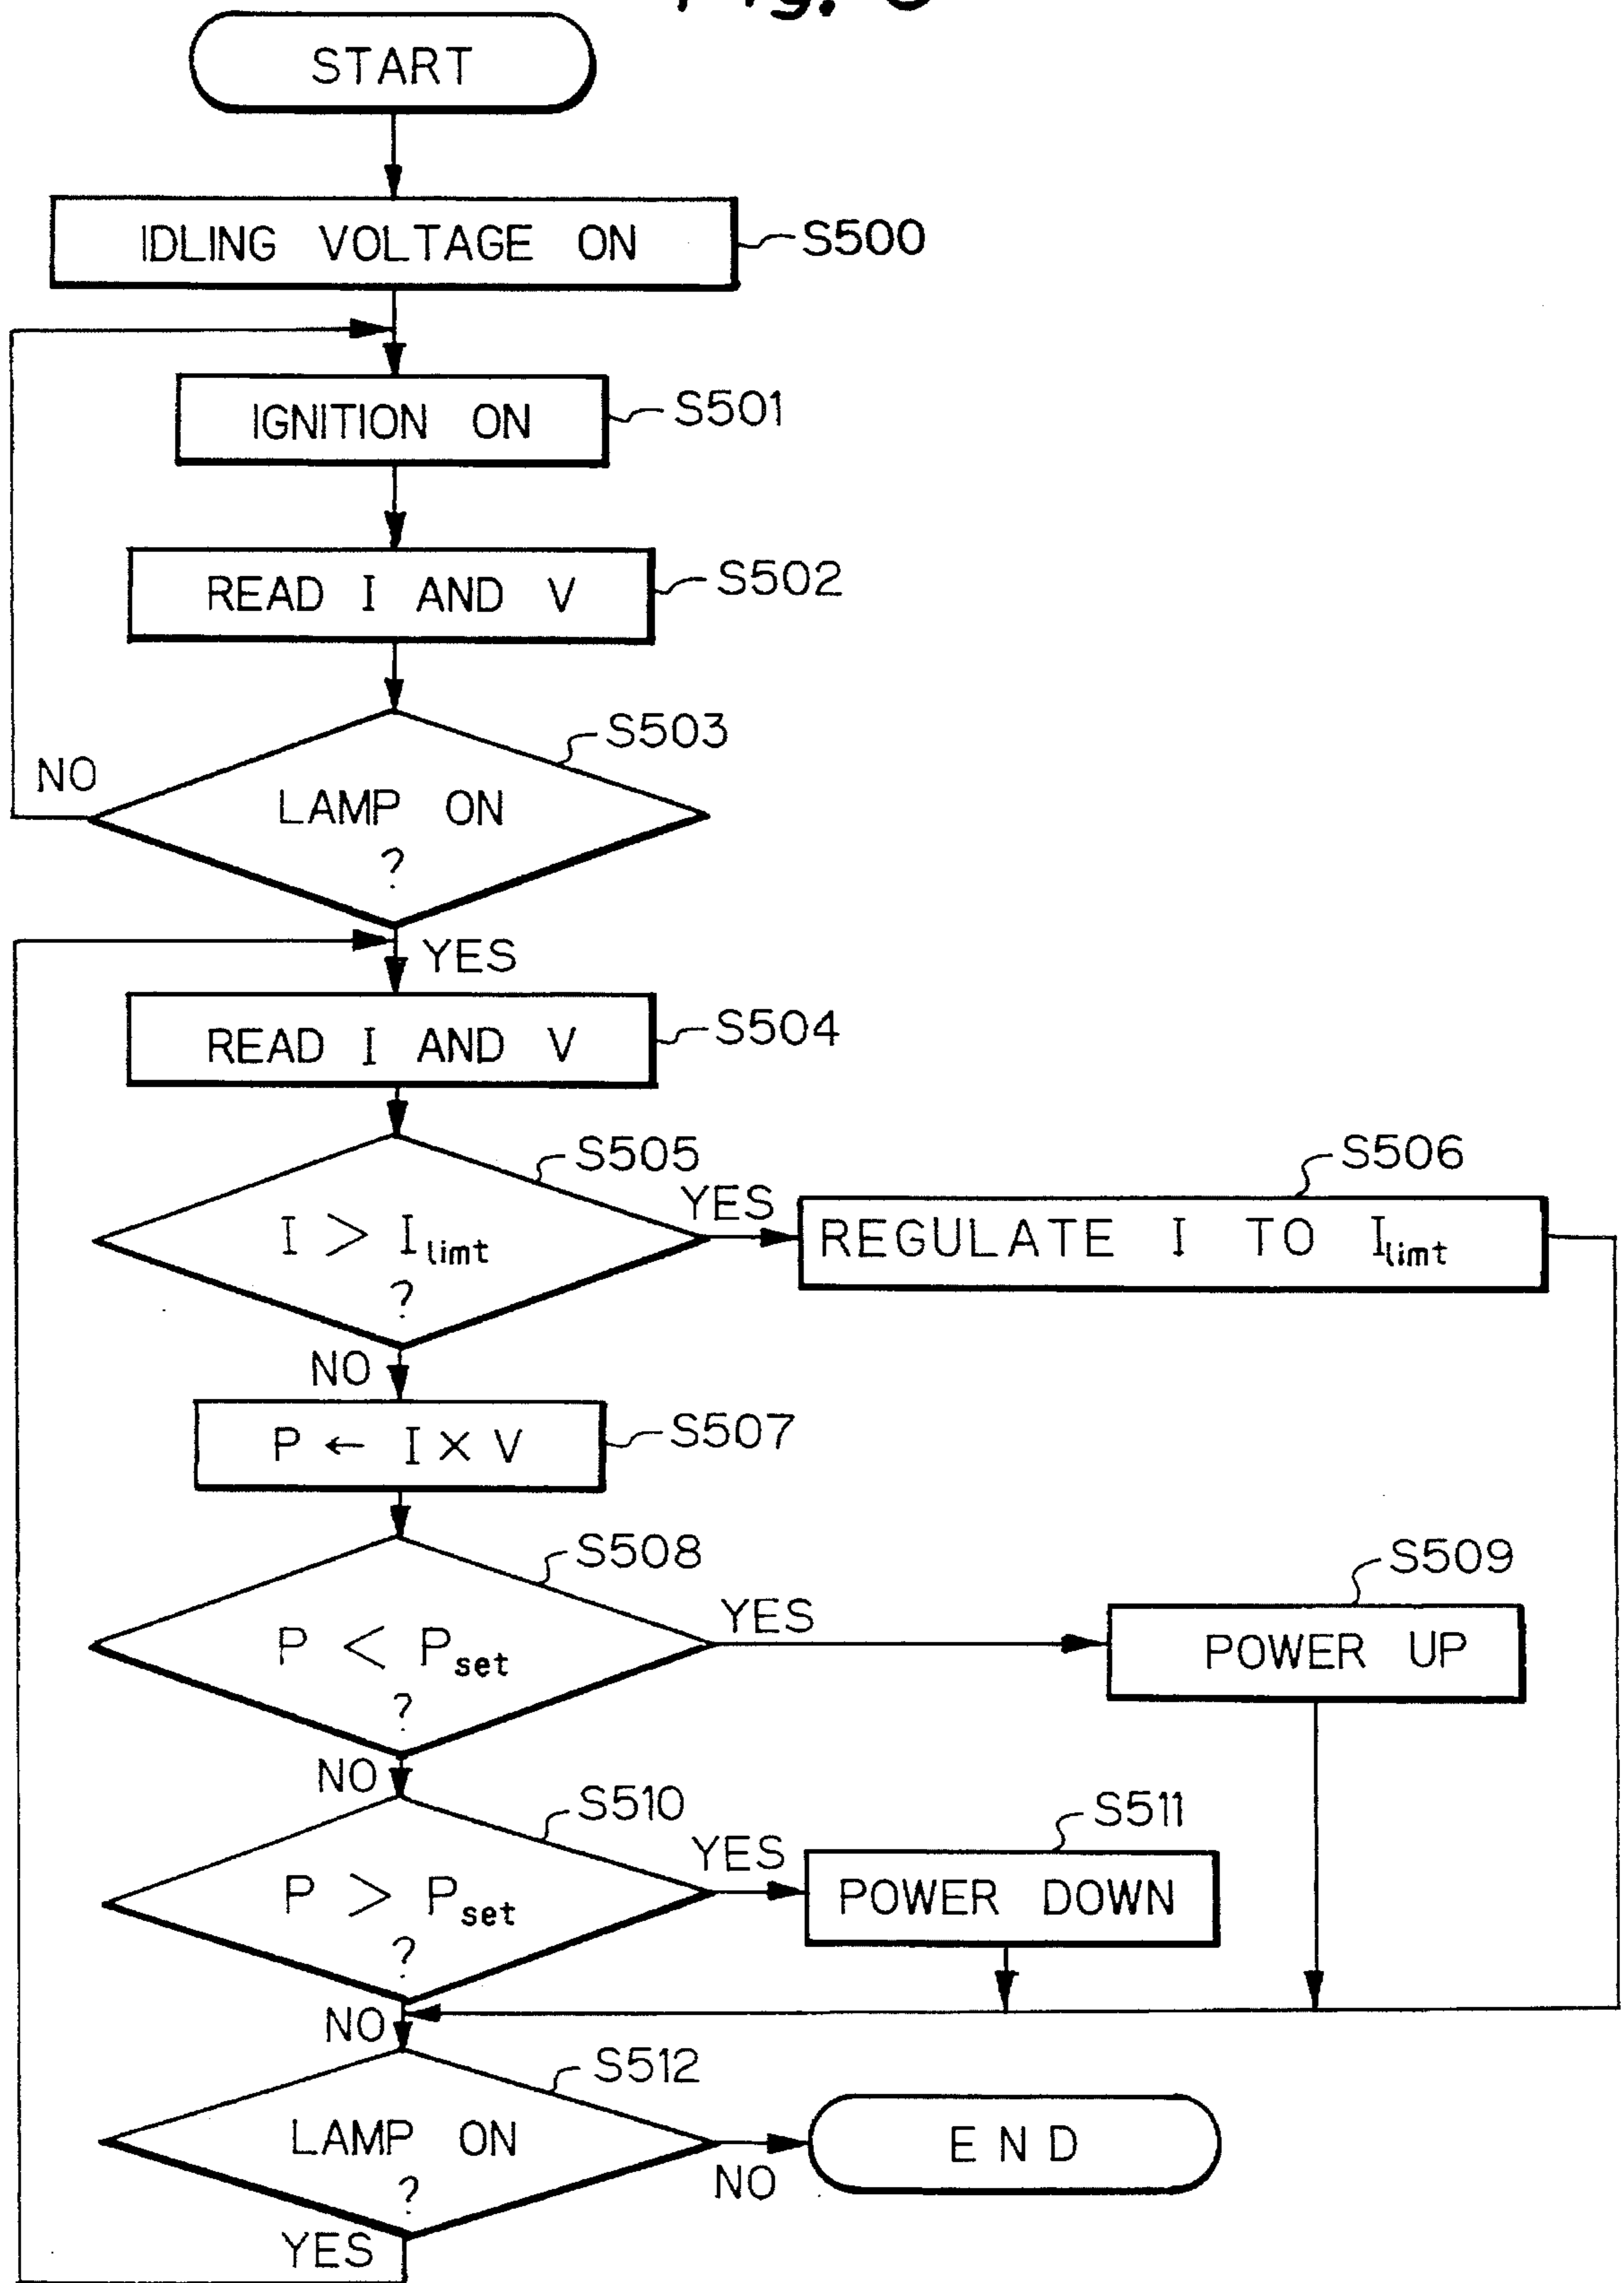 START
IDLING VOLTAGE ON
S500
IGNITION ON
S501
READ I AND V
S502
S503
NO
LAMP ON
?
YES
READ I AND V
S504
S505
I > Ilimt
?
YES
S506
REGULATE I TO Ilimt
NO
P ← I × V
S507
S508
P < Pset
?
YES
S509
POWER UP
NO
S510
P > Pset
?
YES
S511
POWER DOWN
NO
S512
LAMP ON
?
NO
END
YES